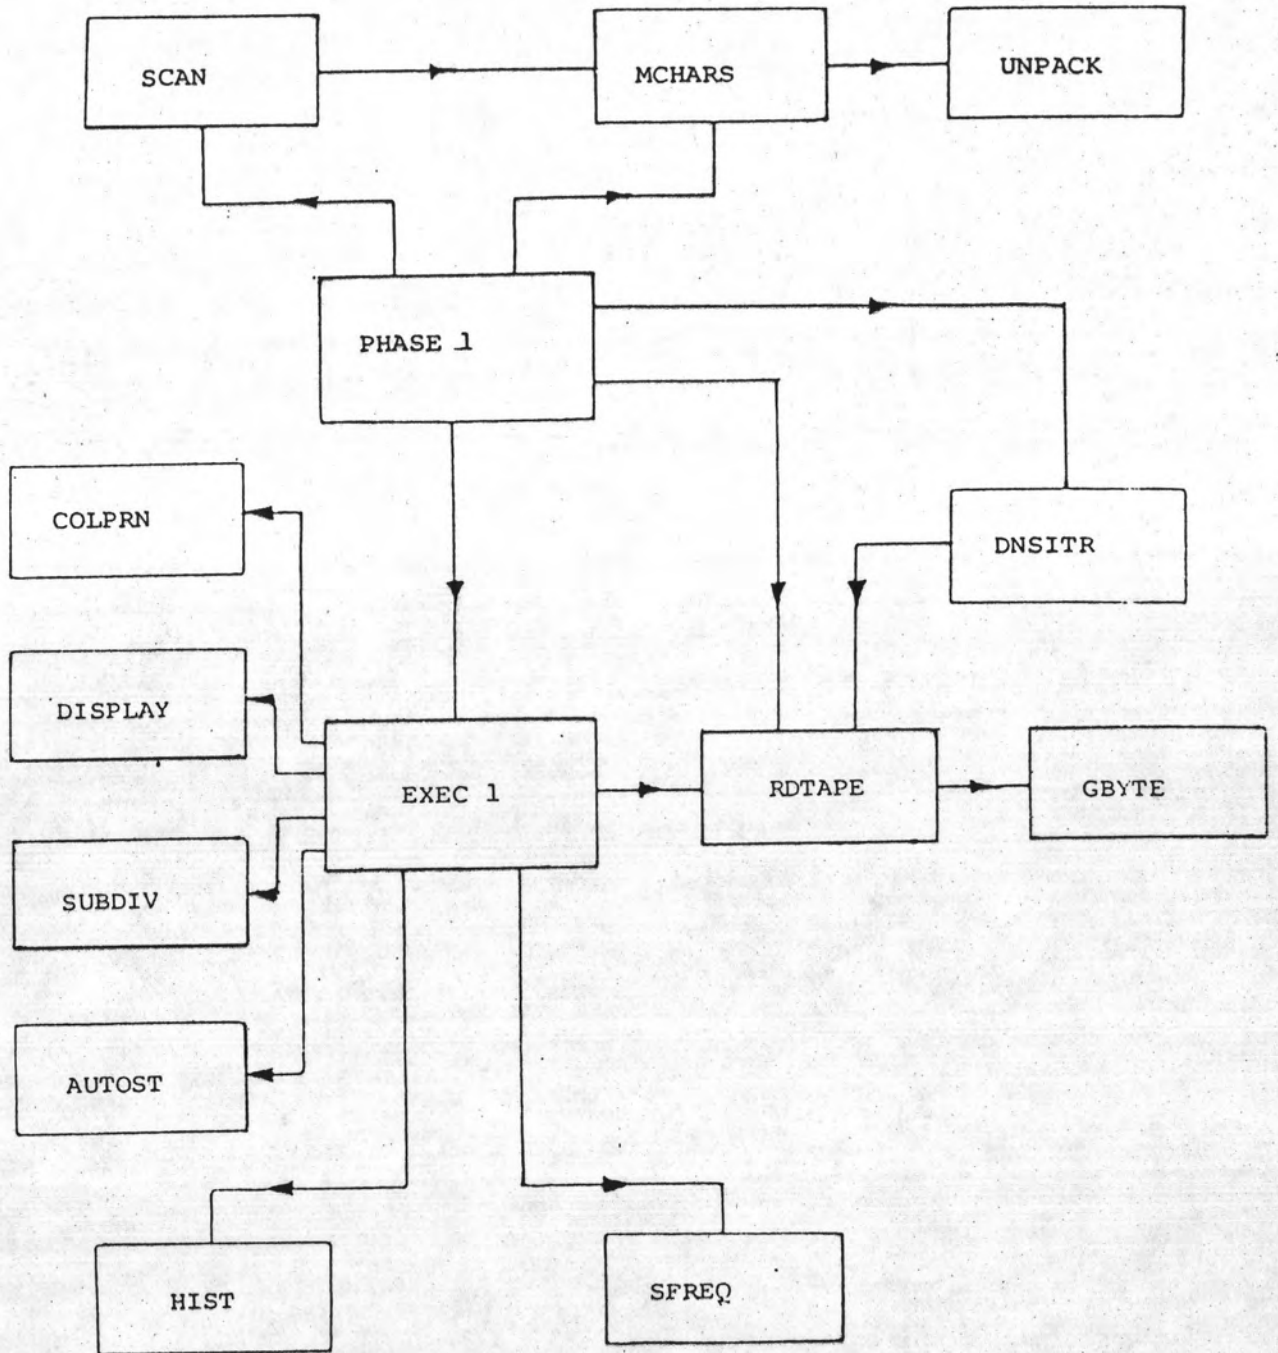 SCAN
MCHARS
UNPACK
PHASE 1
COLPRN
DNSITR
DISPLAY
EXEC 1
RDTAPE
GBYTE
SUBDIV
AUTOST
HIST
SFREQ